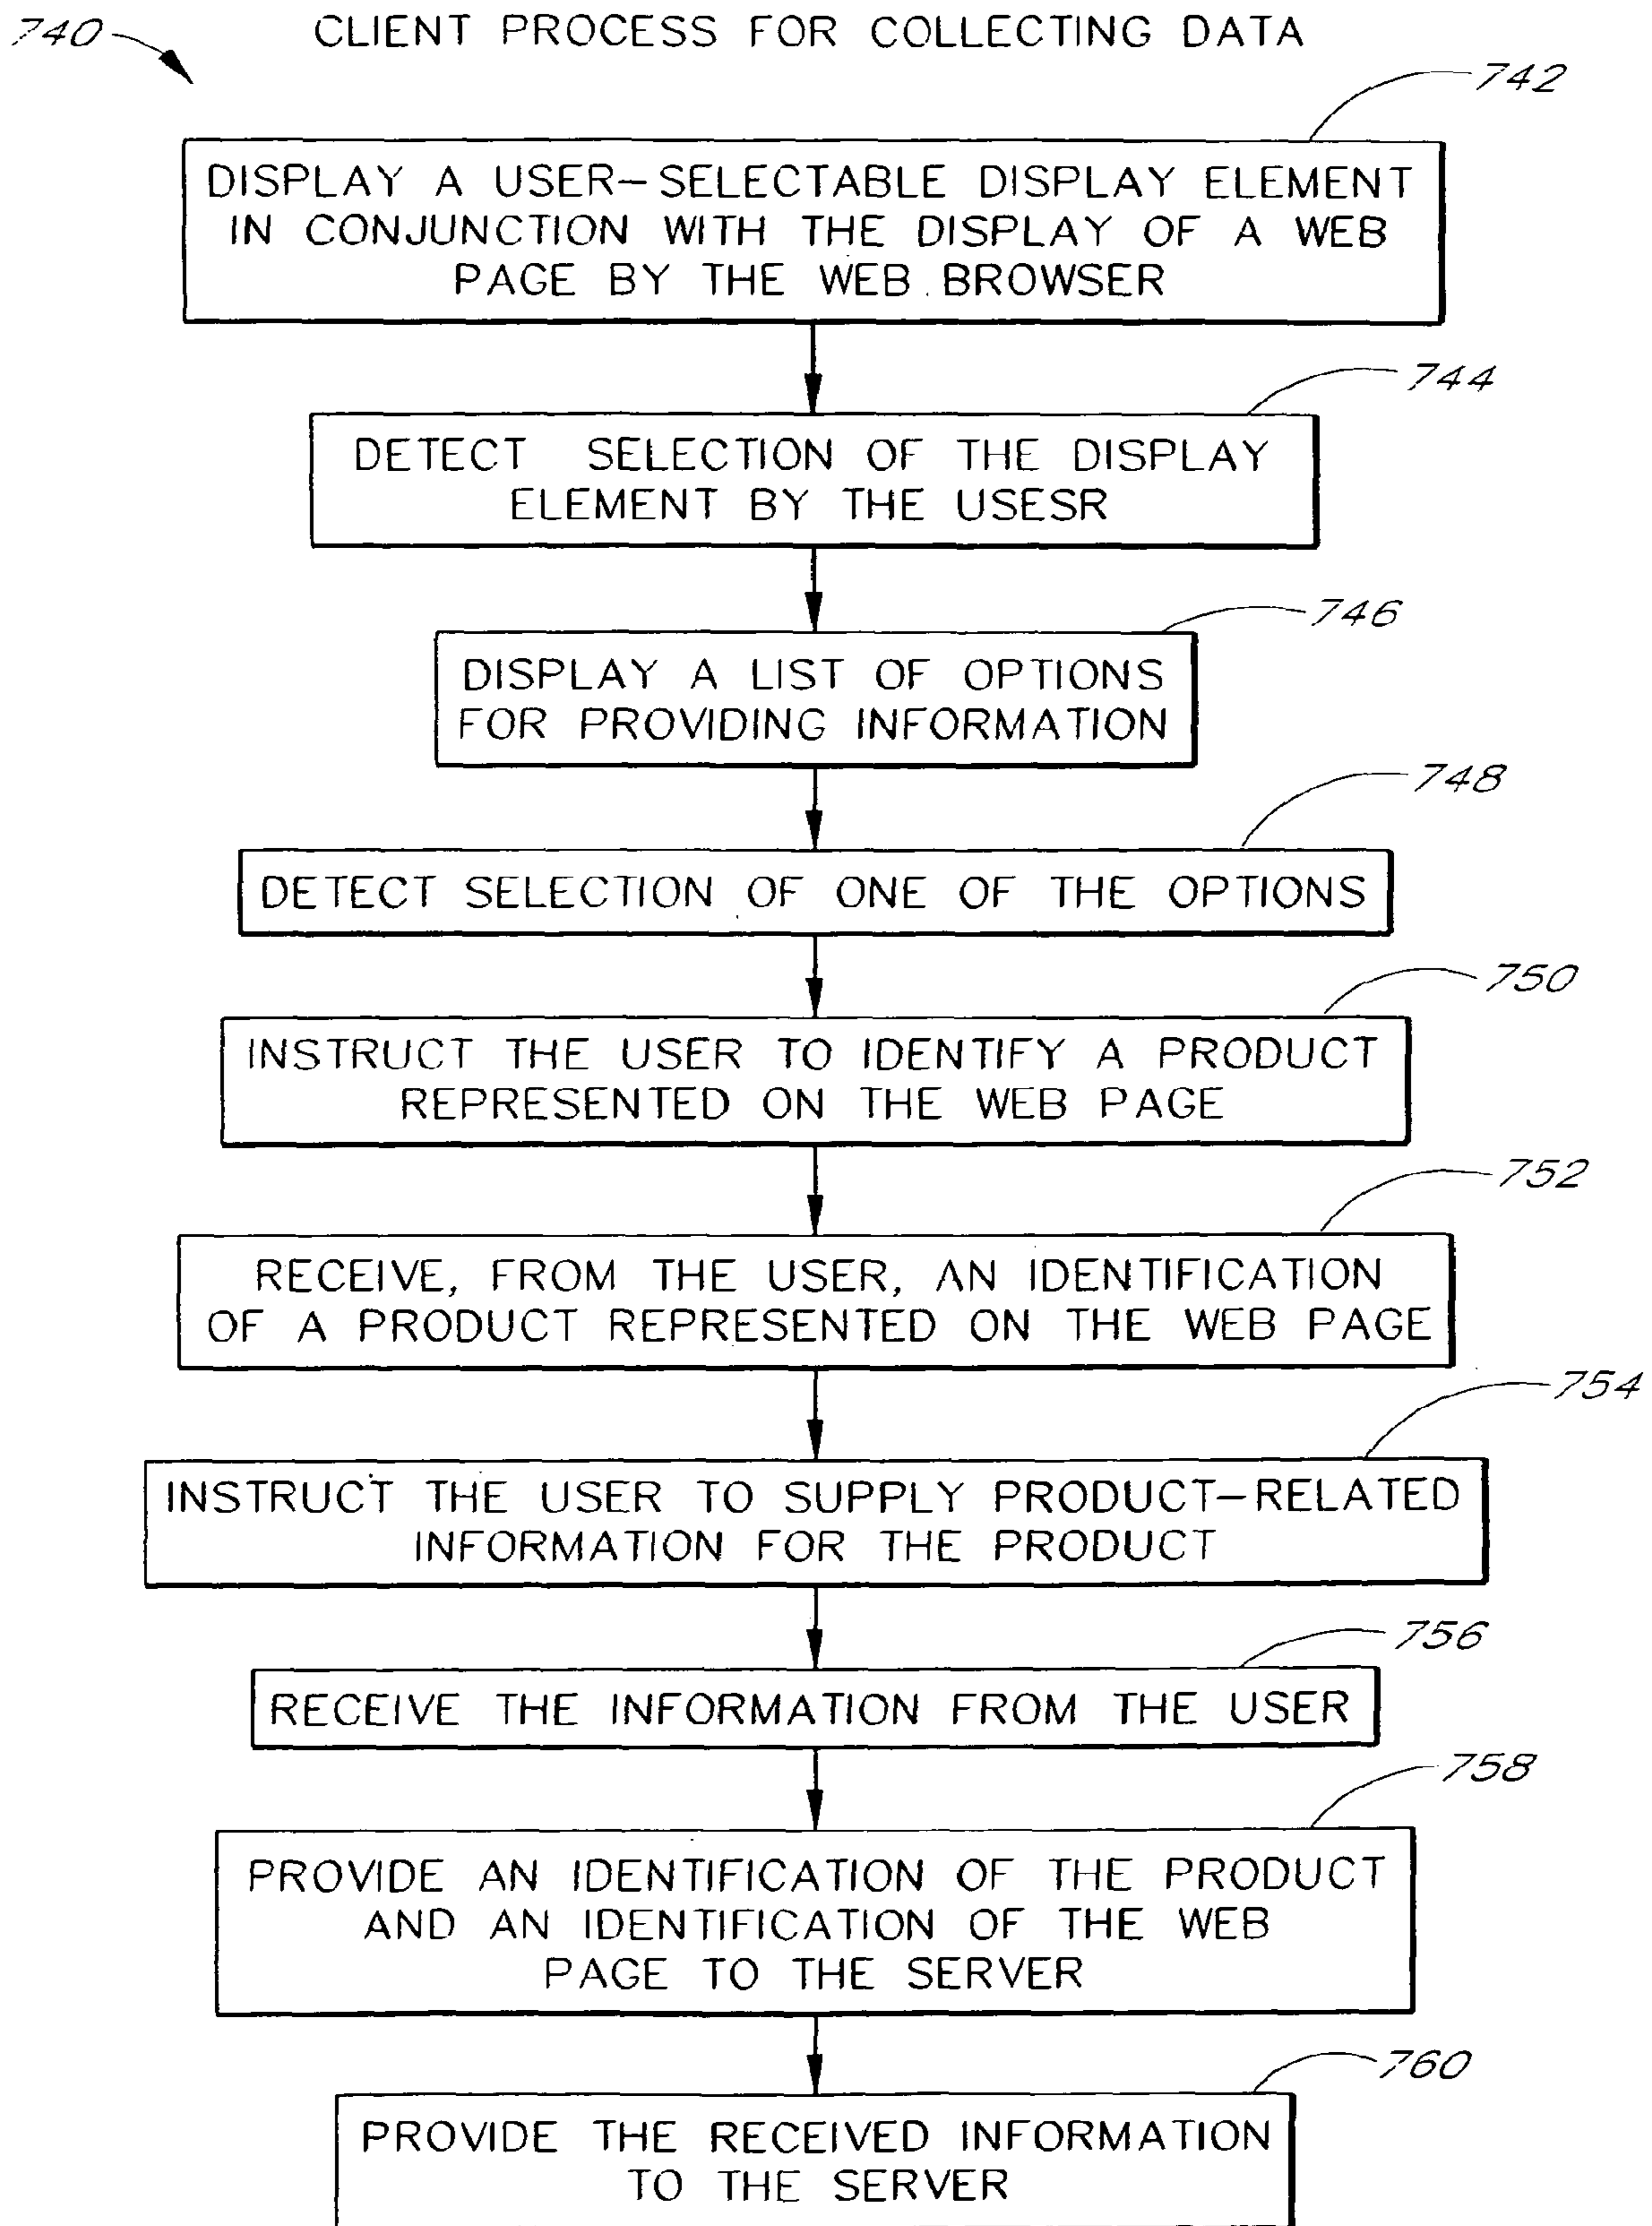 740
CLIENT PROCESS FOR COLLECTING DATA
742
DISPLAY A USER-SELECTABLE DISPLAY ELEMENT
IN CONJUNCTION WITH THE DISPLAY OF A WEB
PAGE BY THE WEB BROWSER
744
DETECT SELECTION OF THE DISPLAY
ELEMENT BY THE USESR
746
DISPLAY A LIST OF OPTIONS
FOR PROVIDING INFORMATION
748
DETECT SELECTION OF ONE OF THE OPTIONS
750
INSTRUCT THE USER TO IDENTIFY A PRODUCT
REPRESENTED ON THE WEB PAGE
752
RECEIVE, FROM THE USER, AN IDENTIFICATION
OF A PRODUCT REPRESENTED ON THE WEB PAGE
754
INSTRUCT THE USER TO SUPPLY PRODUCT-RELATED
INFORMATION FOR THE PRODUCT
756
RECEIVE THE INFORMATION FROM THE USER
758
PROVIDE AN IDENTIFICATION OF THE PRODUCT
AND AN IDENTIFICATION OF THE WEB
PAGE TO THE SERVER
760
PROVIDE THE RECEIVED INFORMATION
TO THE SERVER